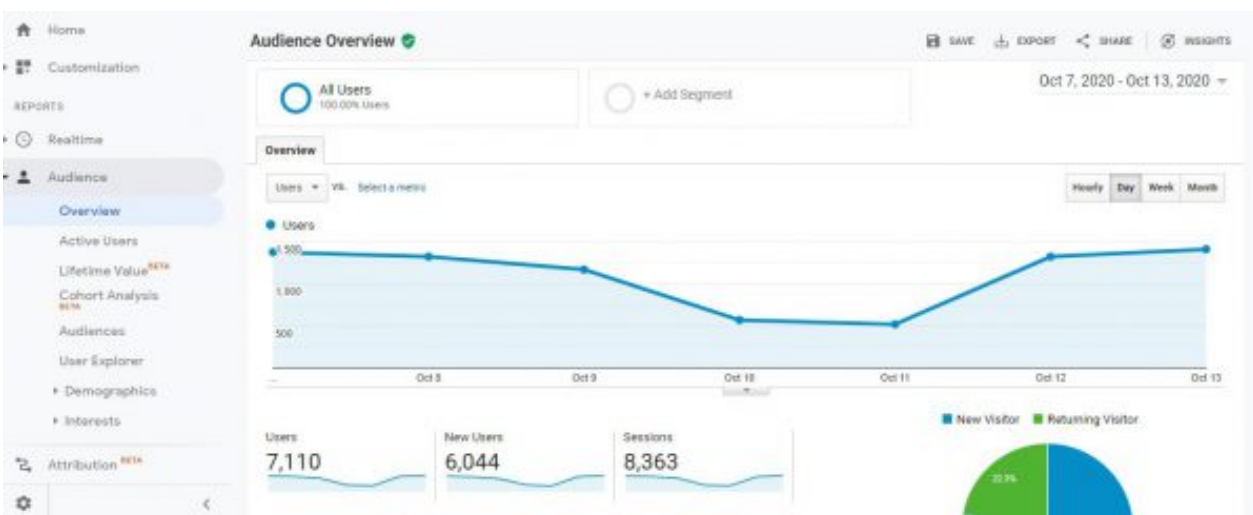 Home
Customization
REPORTS
Realtime
Audience
Overview
Active Users
Lifetime Value BETA
Cohort Analysis
BETA
Audiences
User Explorer
Demographics
Interests
Attribution BETA
Audience Overview
SAVE EXPORT SHARE INSIGHTS
All Users
100.00% Users
+ Add Segment
Oct 7, 2020 - Oct 13, 2020
Overview
Users VS. Select a metric
Hourly Day Week Month
Users
1,500
1,000
500
... Oct 8 Oct 9 Oct 10 Oct 11 Oct 12 Oct 13
New Visitor Returning Visitor
Users
7,110
New Users
6,044
Sessions
8,363
22.9%